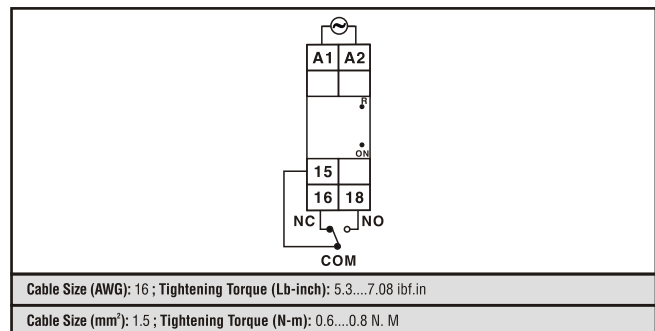 A1 A2
R
ON
15
16 18
NC NO
COM
Cable Size (AWG): 16 ; Tightening Torque (Lb-inch): 5.3....7.08 ibf.in
Cable Size (mm²): 1.5 ; Tightening Torque (N-m): 0.6....0.8 N. M